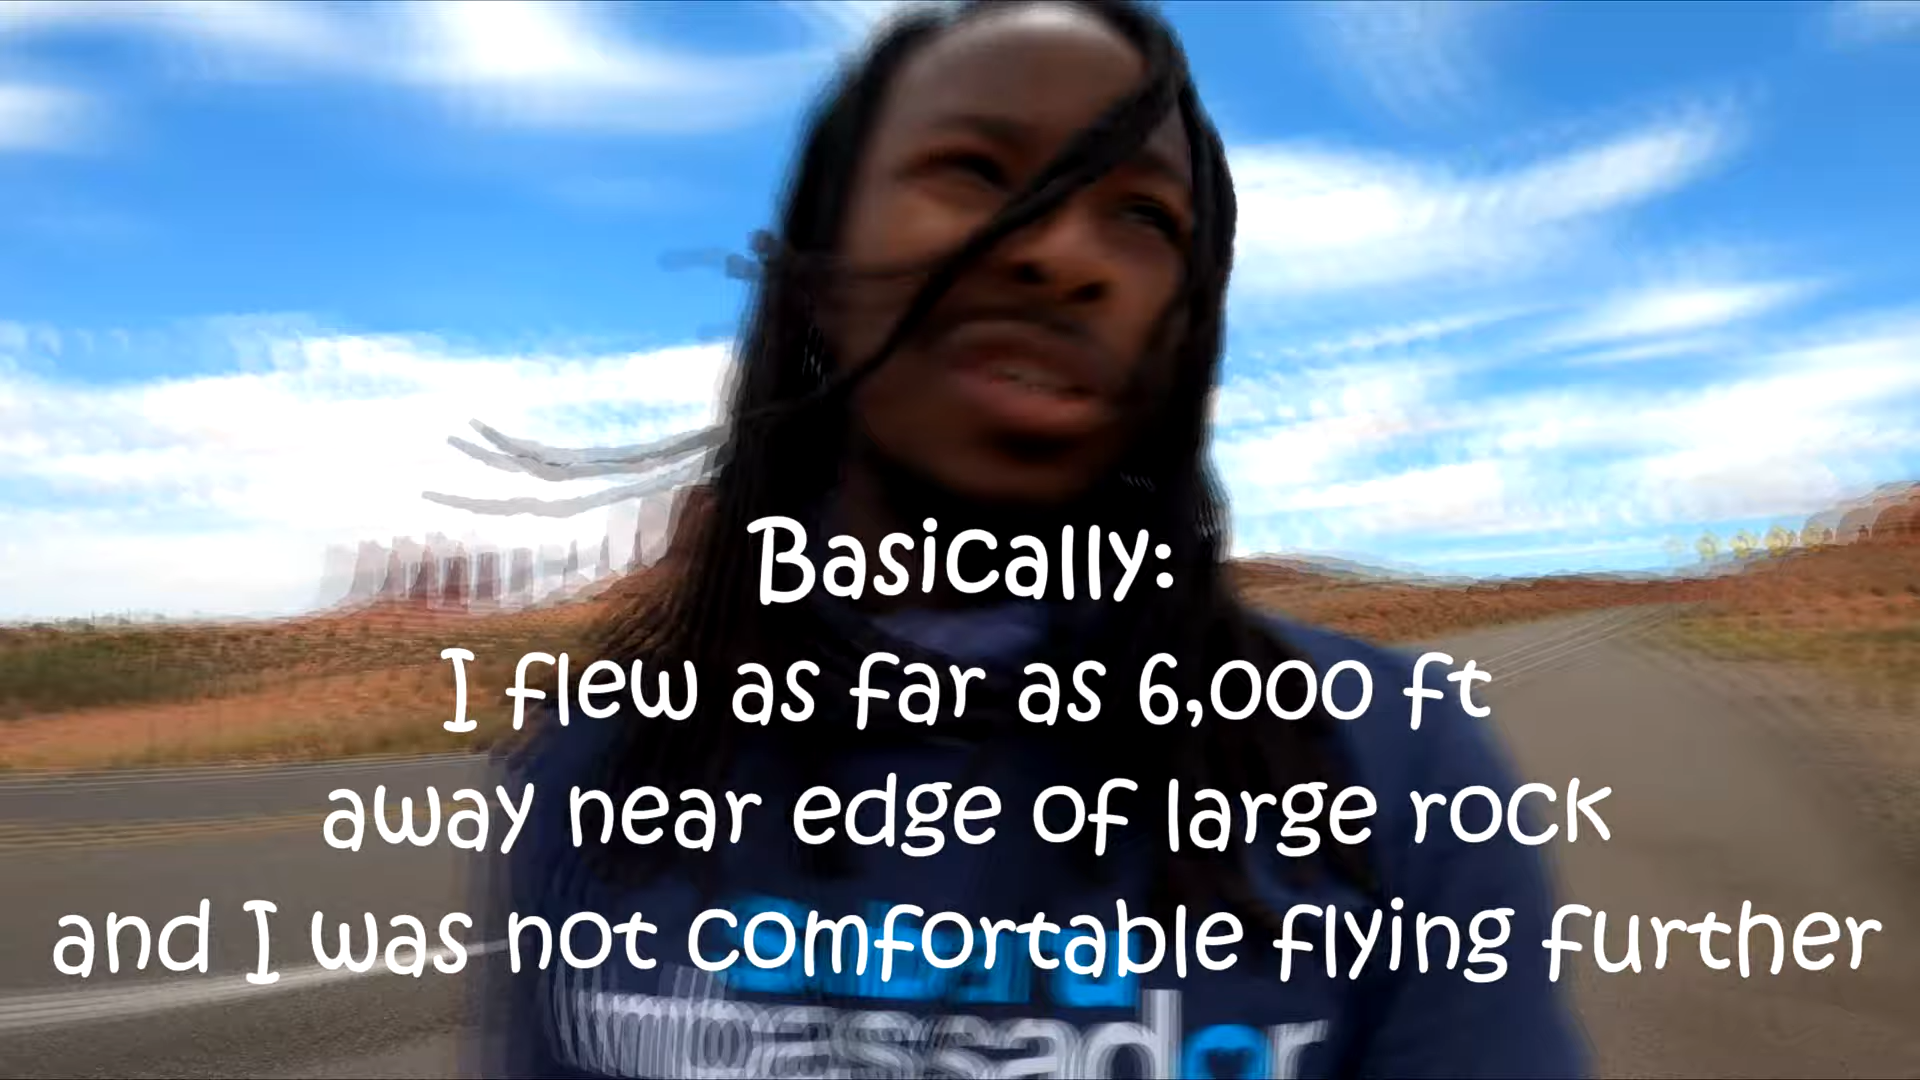 Basically:
I flew as far as 6,000 ft
away near edge of large rock
and I was not comfortable flying further
ambassador